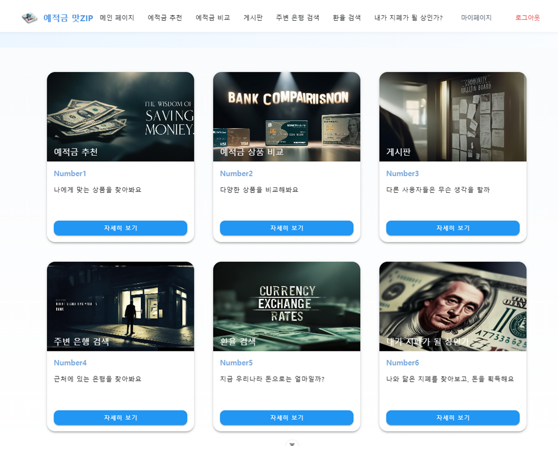 예적금 맛ZIP 메인 페이지 예적금 추천 예적금 비교 게시판 주변 은행 검색 환율 검색 내가 지폐가 될 상인가? 마이페이지 로그아웃
THE WISDOM OF
SAVING
MONEY.
예적금 추천
Number1
나에게 맞는 상품을 찾아봐요
자세히 보기
BANK COMPAIRISNON
VISA
예적금 상품 비교
Number2
다양한 상품을 비교해봐요
자세히 보기
COMMUNITY
BOARD
게시판
Number3
다른 사용자들은 무슨 생각을 할까
자세히 보기
주변 은행 검색
Number4
근처에 있는 은행을 찾아봐요
자세히 보기
CURRENCY
EXCHANGE
RATES
환율 검색
Number5
지금 우리나라 돈으로는 얼마일까?
자세히 보기
내가 지폐가 될 상인가
Number6
나와 닮은 지폐를 찾아보고, 돈을 획득해요
자세히 보기